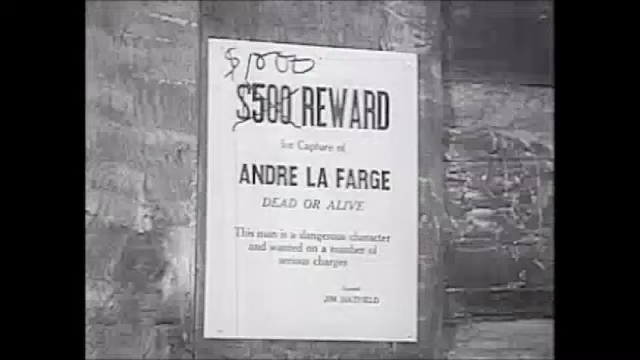 $1000
$500 REWARD
for Capture of
ANDRE LA FARGE
DEAD OR ALIVE
This man is a dangerous character
and wanted on a number of
serious charges
JIM HATFIELD